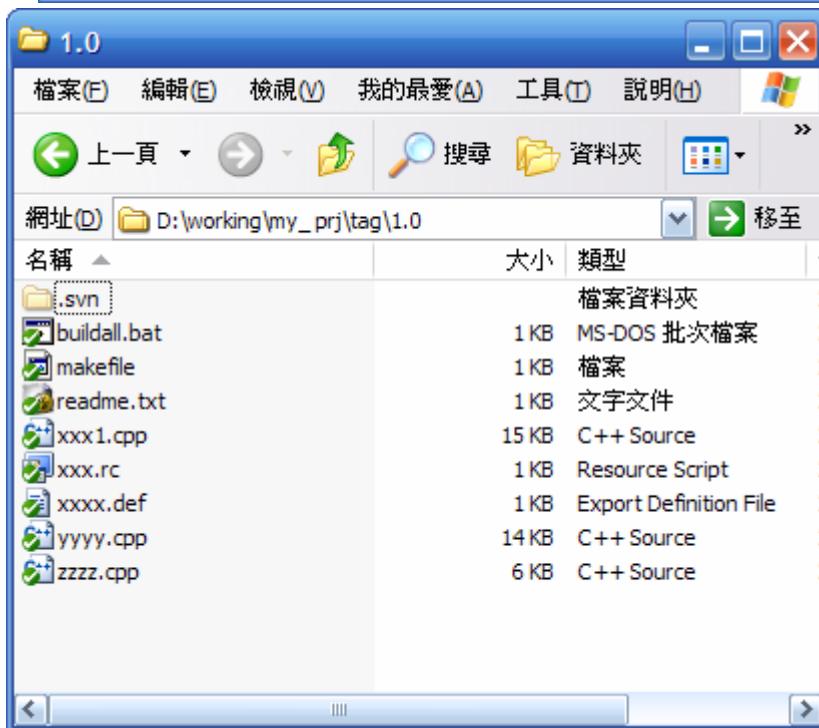 1.0
檔案(F) 編輯(E) 檢視(V) 我的最愛(A) 工具(T) 說明(H)
上一頁 搜尋 資料夾 »
網址(D) D:\working\my_prj\tag\1.0 移至
名稱 大小 類型
.svn 檔案資料夾
buildall.bat 1 KB MS-DOS 批次檔案
makefile 1 KB 檔案
readme.txt 1 KB 文字文件
xxx1.cpp 15 KB C++ Source
xxx.rc 1 KB Resource Script
xxxx.def 1 KB Export Definition File
yyyy.cpp 14 KB C++ Source
zzzz.cpp 6 KB C++ Source